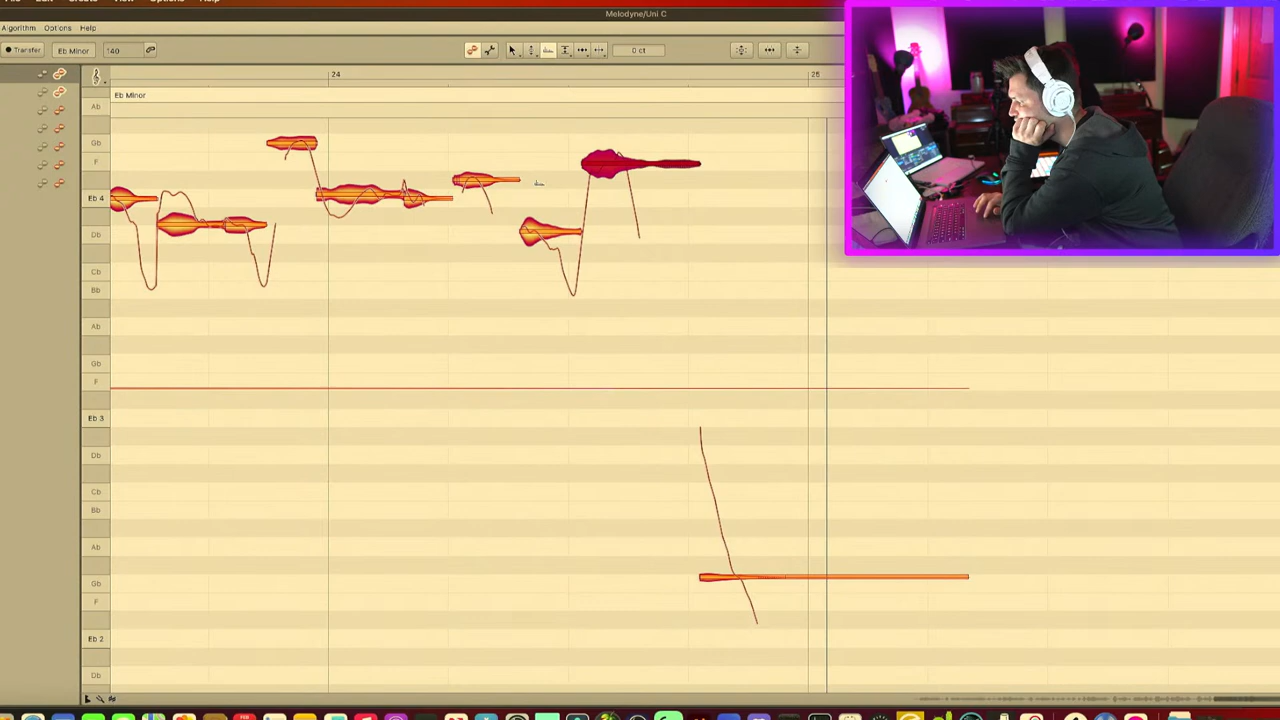 Melodyne/Uni C
Algorithm Options Help
Transfer Eb Minor 140 0 ct
24 25
Eb Minor
Ab
Gb
F
Eb 4
Db
Cb
Bb
Ab
Gb
F
Eb 3
Db
Cb
Bb
Ab
Gb
F
Eb 2
Db